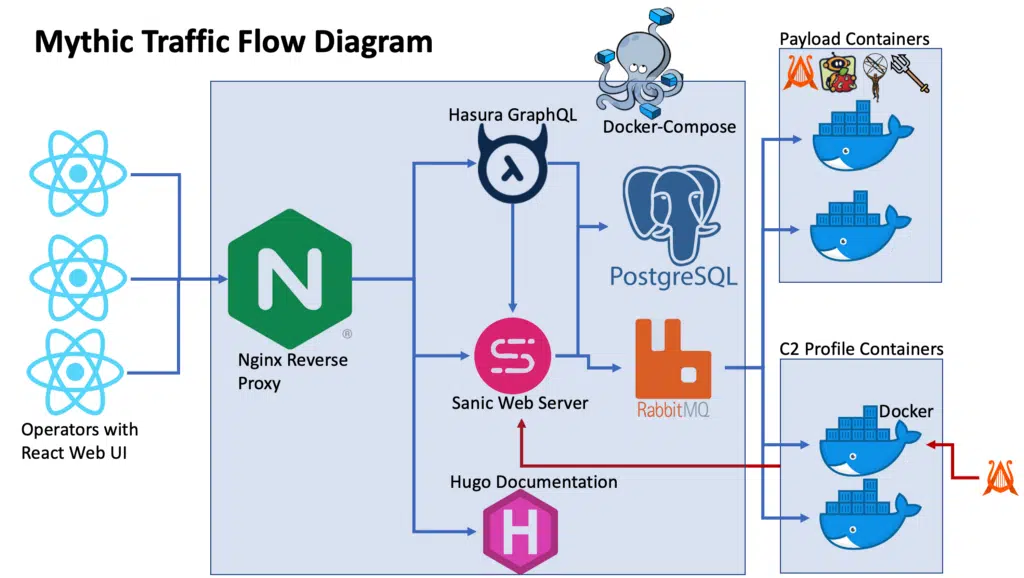 Mythic Traffic Flow Diagram
Payload Containers
Hasura GraphQL
Docker-Compose
λ
PostgreSQL
N
®
Nginx Reverse
Proxy
S
Sanic Web Server
RabbitMQ
C2 Profile Containers
Docker
Operators with
React Web UI
Hugo Documentation
H